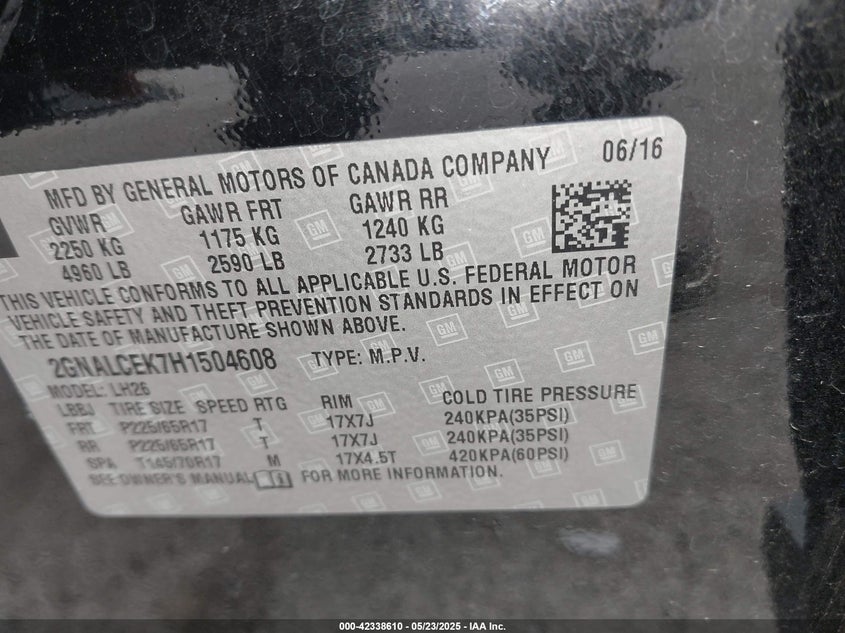 MFD BY GENERAL MOTORS OF CANADA COMPANY 06/16
GVWR GAWR FRT GAWR RR
2250 KG 1175 KG 1240 KG
4960 LB 2590 LB 2733 LB
THIS VEHICLE CONFORMS TO ALL APPLICABLE U.S. FEDERAL MOTOR
VEHICLE SAFETY AND THEFT PREVENTION STANDARDS IN EFFECT ON
THE DATE OF MANUFACTURE SHOWN ABOVE.
2GNALCEK7H1504608 TYPE: M.P.V.
MODEL: LH26
LBBJ TIRE SIZE SPEED RTG RIM COLD TIRE PRESSURE
FRT P225/65R17 T 17X7J 240KPA(35PSI)
RR P225/65R17 T 17X7J 240KPA(35PSI)
SPA T145/70R17 M 17X4.5T 420KPA(60PSI)
SEE OWNER'S MANUAL FOR MORE INFORMATION.
GM
000-42338610 - 05/23/2025 - IAA Inc.